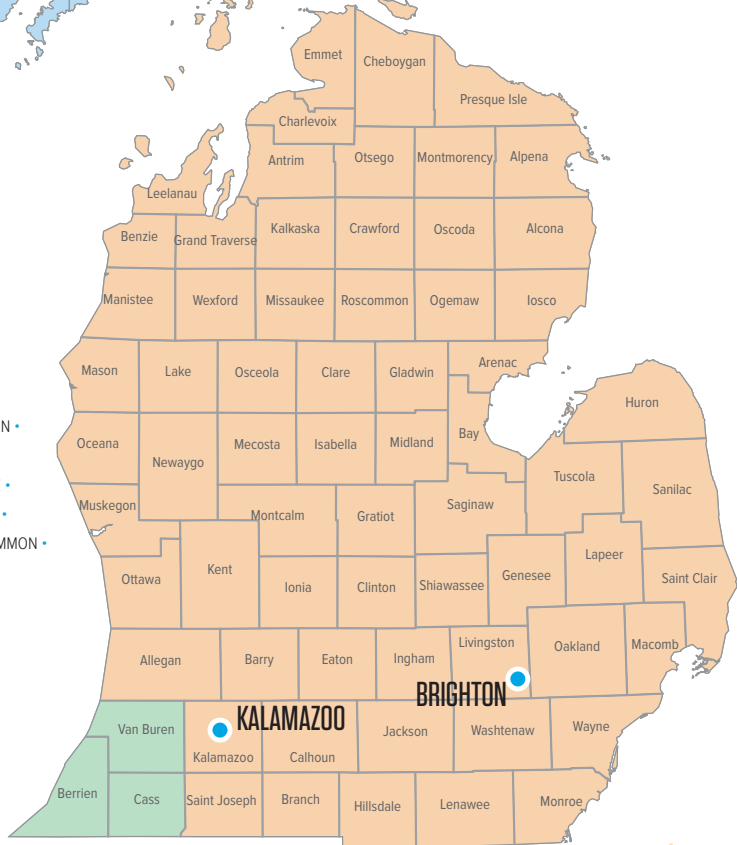 Emmet
Cheboygan
Presque Isle
Charlevoix
Antrim
Otsego
Montmorency
Alpena
Leelanau
Benzie
Grand Traverse
Kalkaska
Crawford
Oscoda
Alcona
Manistee
Wexford
Missaukee
Roscommon
Ogemaw
Iosco
Mason
Lake
Osceola
Clare
Gladwin
Arenac
Huron
N
Oceana
Newaygo
Mecosta
Isabella
Midland
Bay
Tuscola
Sanilac
Muskegon
Montcalm
Gratiot
Saginaw
MMON
Ottawa
Kent
Ionia
Clinton
Shiawassee
Genesee
Lapeer
Saint Clair
Allegan
Barry
Eaton
Ingham
Livingston
Oakland
Macomb
BRIGHTON
Van Buren
KALAMAZOO
Kalamazoo
Calhoun
Jackson
Washtenaw
Wayne
Berrien
Cass
Saint Joseph
Branch
Hillsdale
Lenawee
Monroe